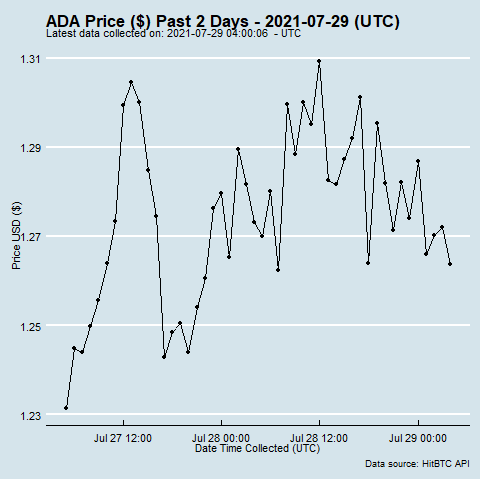 ADA Price ($) Past 2 Days - 2021-07-29 (UTC)
Latest data collected on: 2021-07-29 04:00:06  - UTC
1.31
1.29
1.27
1.25
1.23
Price USD ($)
Jul 27 12:00 Jul 28 00:00 Jul 28 12:00 Jul 29 00:00
Date Time Collected (UTC)
Data source: HitBTC API